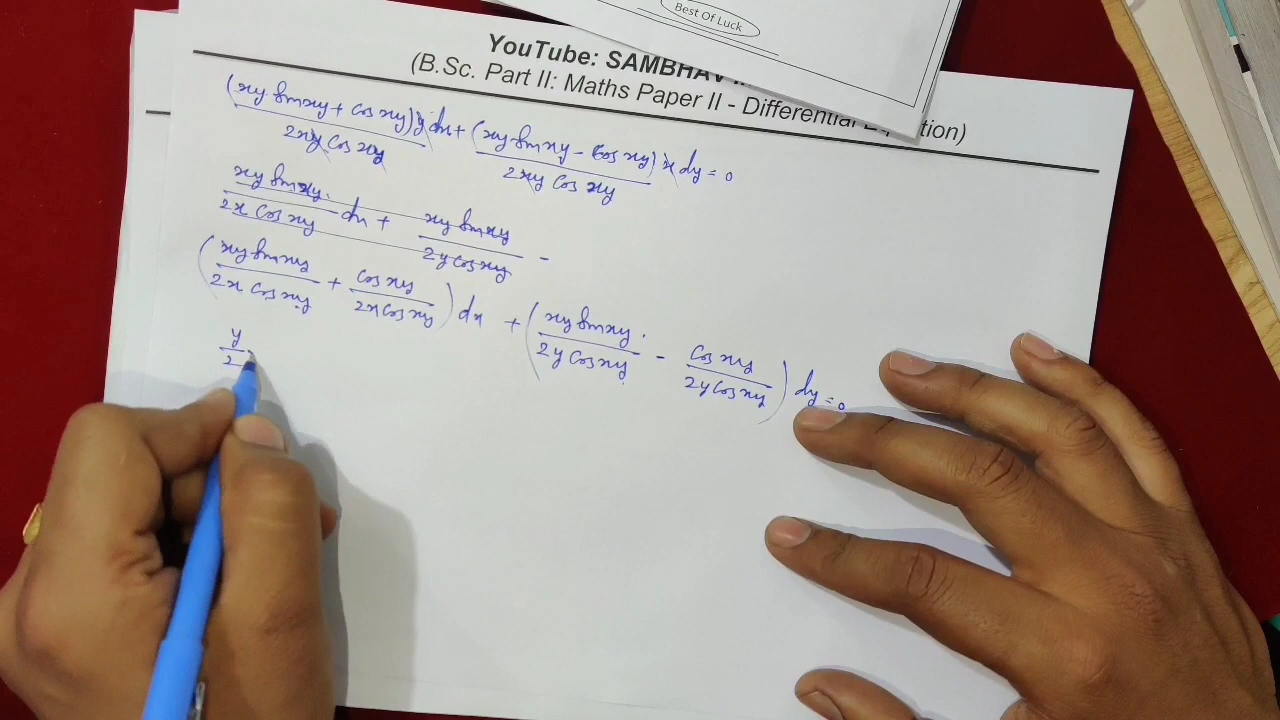 Best Of Luck
YouTube: SAMBHAV
(B.Sc. Part II: Maths Paper II - Differential Equation)
(xy sin xy + cos xy) y dx / 2xy cos xy + (xy sin xy - cos xy) x dy / 2xy cos xy = 0
xy sin xy / 2x cos xy dx + xy sin xy / 2y cos xy -
(xy sin xy / 2x cos xy + cos xy / 2x cos xy) dx + (xy sin xy / 2y cos xy - cos xy / 2y cos xy) dy = 0
y / 2